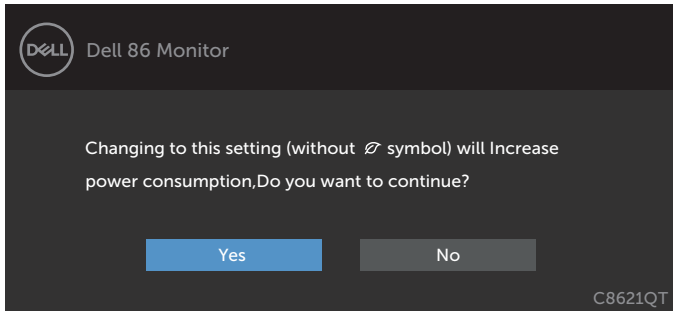 DELL Dell 86 Monitor
Changing to this setting (without symbol) will Increase
power consumption,Do you want to continue?
Yes No
C8621QT